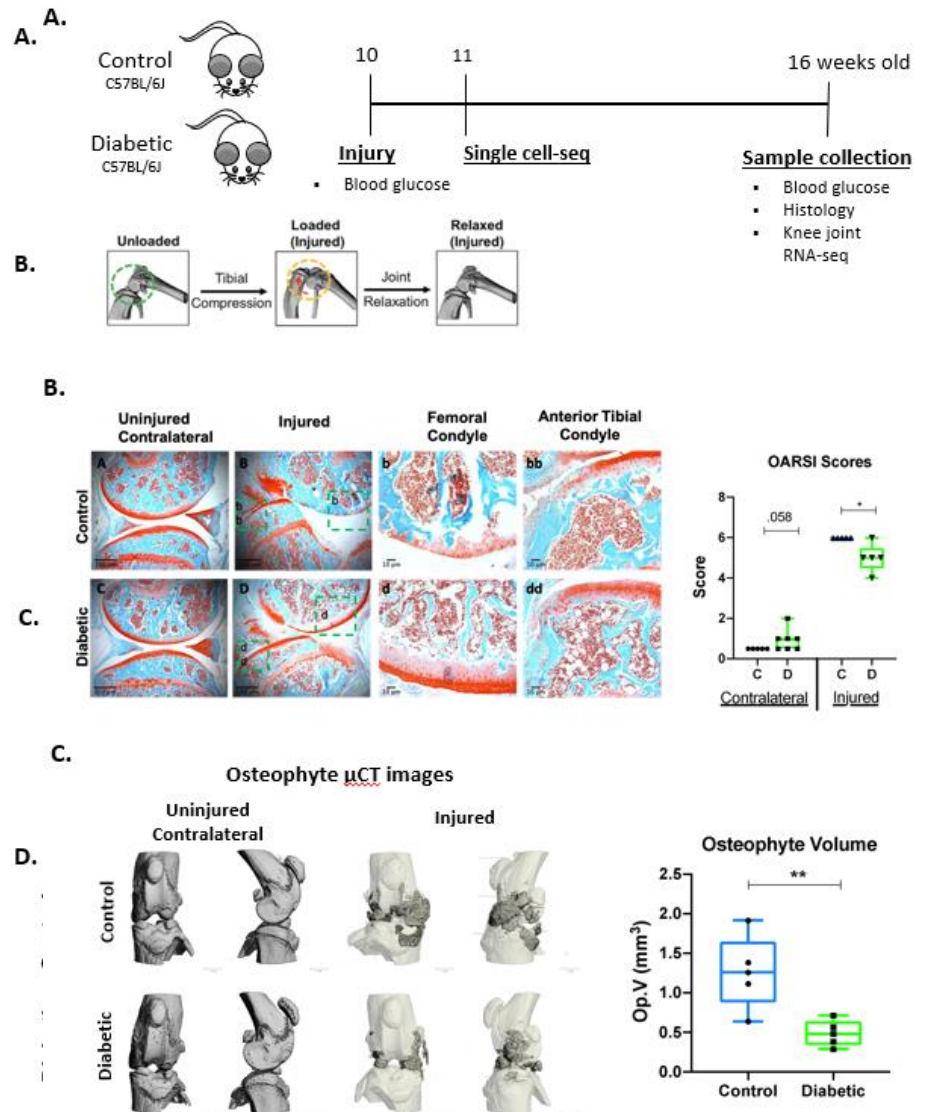 A.
A.
Control
C57BL/6J
Diabetic
C57BL/6J
10
11
16 weeks old
Injury
▪ Blood glucose
Single cell-seq
Sample collection
▪ Blood glucose
▪ Histology
▪ Knee joint
RNA-seq
B.
Unloaded
Tibial
Compression
Loaded
(Injured)
Joint
Relaxation
Relaxed
(Injured)
B.
Uninjured
Contralateral
Injured
Femoral
Condyle
Anterior Tibial
Condyle
Control
A
B
b
b
b
bb
C.
Diabetic
C
D
d
d
d
d
dd
OARSI Scores
Score
8
6
4
2
0
.058
*
C D C D
Contralateral Injured
C.
Osteophyte µCT images
Uninjured
Contralateral
Injured
D.
Control
Diabetic
Osteophyte Volume
Op.V (mm³)
2.5
2.0
1.5
1.0
0.5
0.0
**
Control Diabetic